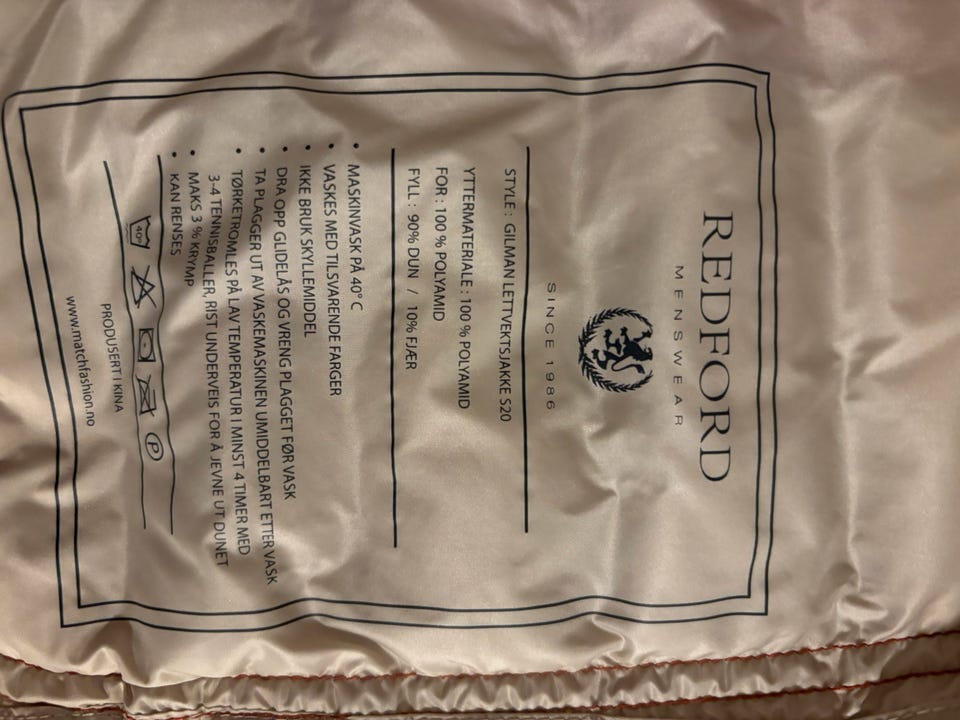 REDFORD
MENSWEAR
SINCE 1986
STYLE : GILMAN LETTVEKTSJAKKE S20
YTTERMATERIALE : 100 % POLYAMID
FOR : 100 % POLYAMID
FYLL : 90% DUN / 10% FJÆR
• MASKINVASK PÅ 40° C
• VASKES MED TILSVARENDE FARGER
• IKKE BRUK SKYLLEMIDDEL
• DRA OPP GLIDELÅS OG VRENG PLAGGET FØR VASK
• TA PLAGGER UT AV VASKEMASKINEN UMIDDELBART ETTER VASK
• TØRKETROMLES PÅ LAV TEMPERATUR I MINST 4 TIMER MED
3-4 TENNISBALLER, RIST UNDERVEIS FOR Å JEVNE UT DUNET
• MAKS 3 % KRYMP
• KAN RENSES
40° P
PRODUSERT I KINA
www.matchfashion.no